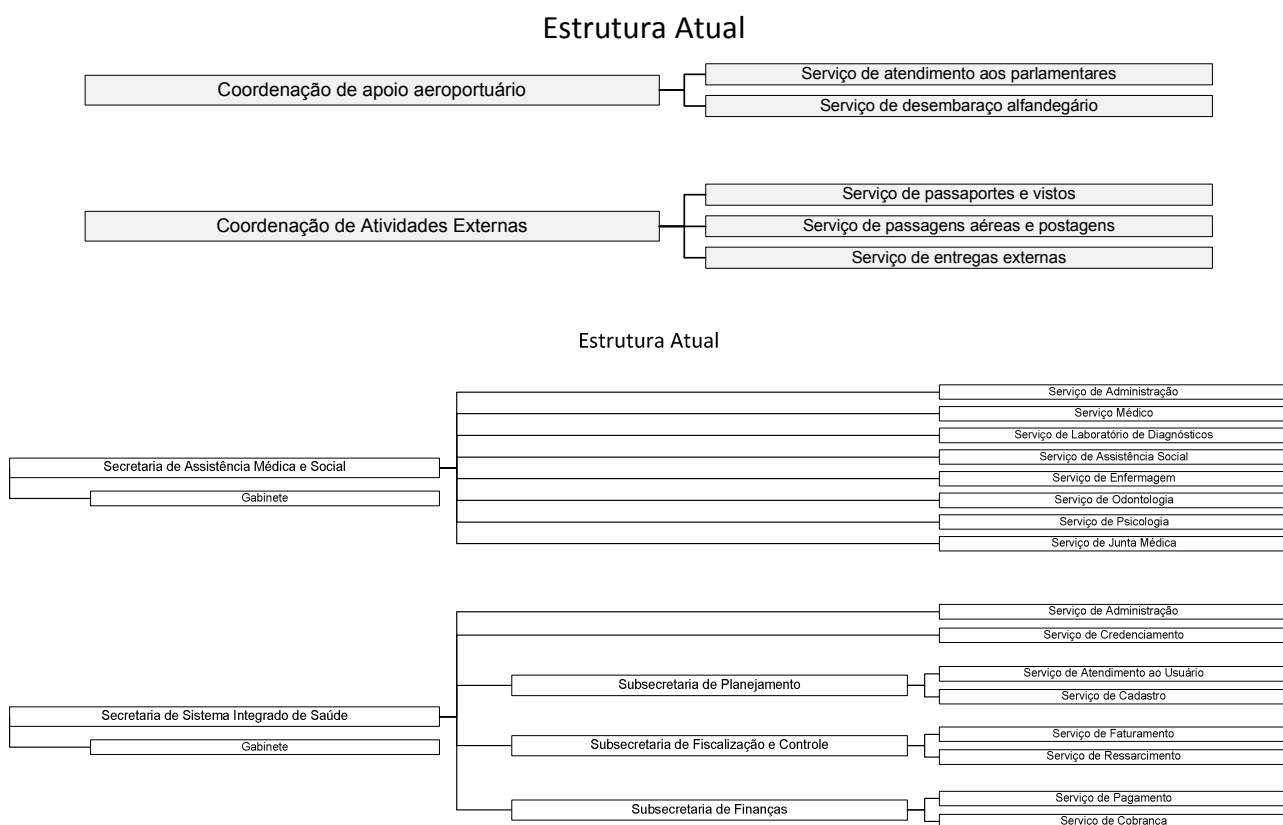 Estrutura Atual
Coordenação de apoio aeroportuário
Serviço de atendimento aos parlamentares
Serviço de desembaraço alfandegário
Coordenação de Atividades Externas
Serviço de passaportes e vistos
Serviço de passagens aéreas e postagens
Serviço de entregas externas
Estrutura Atual
Secretaria de Assistência Médica e Social
Gabinete
Serviço de Administração
Serviço Médico
Serviço de Laboratório de Diagnósticos
Serviço de Assistência Social
Serviço de Enfermagem
Serviço de Odontologia
Serviço de Psicologia
Serviço de Junta Médica
Secretaria de Sistema Integrado de Saúde
Gabinete
Serviço de Administração
Serviço de Credenciamento
Subsecretaria de Planejamento
Serviço de Atendimento ao Usuário
Serviço de Cadastro
Subsecretaria de Fiscalização e Controle
Serviço de Faturamento
Serviço de Ressarcimento
Subsecretaria de Finanças
Serviço de Pagamento
Serviço de Cobrança